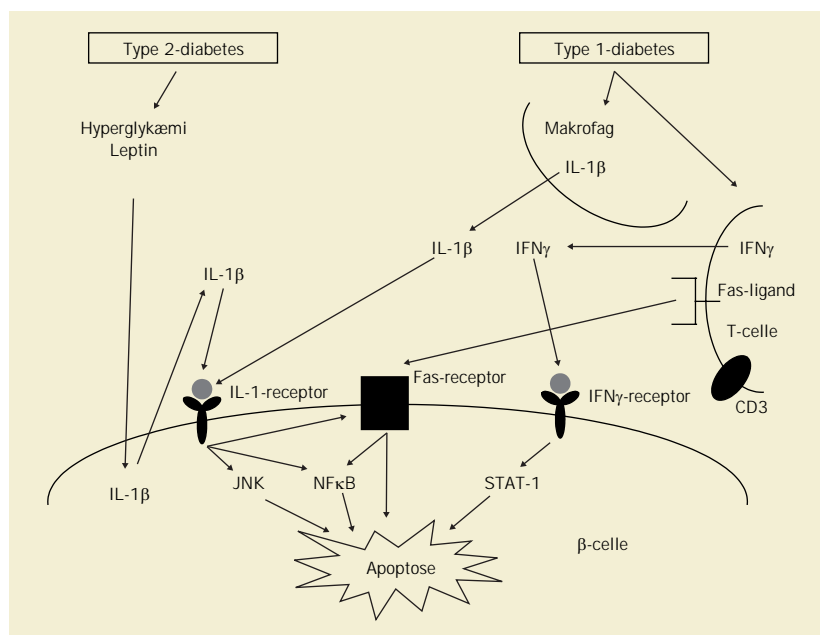 Type 2-diabetes
Type 1-diabetes
Hyperglykæmi
Leptin
Makrofag
IL-1β
IL-1β
IFNγ
IFNγ
IL-1β
Fas-ligand
T-celle
Fas-receptor
IL-1-receptor
IFNγ-receptor
CD3
IL-1β
JNK
NFκB
STAT-1
β-celle
Apoptose